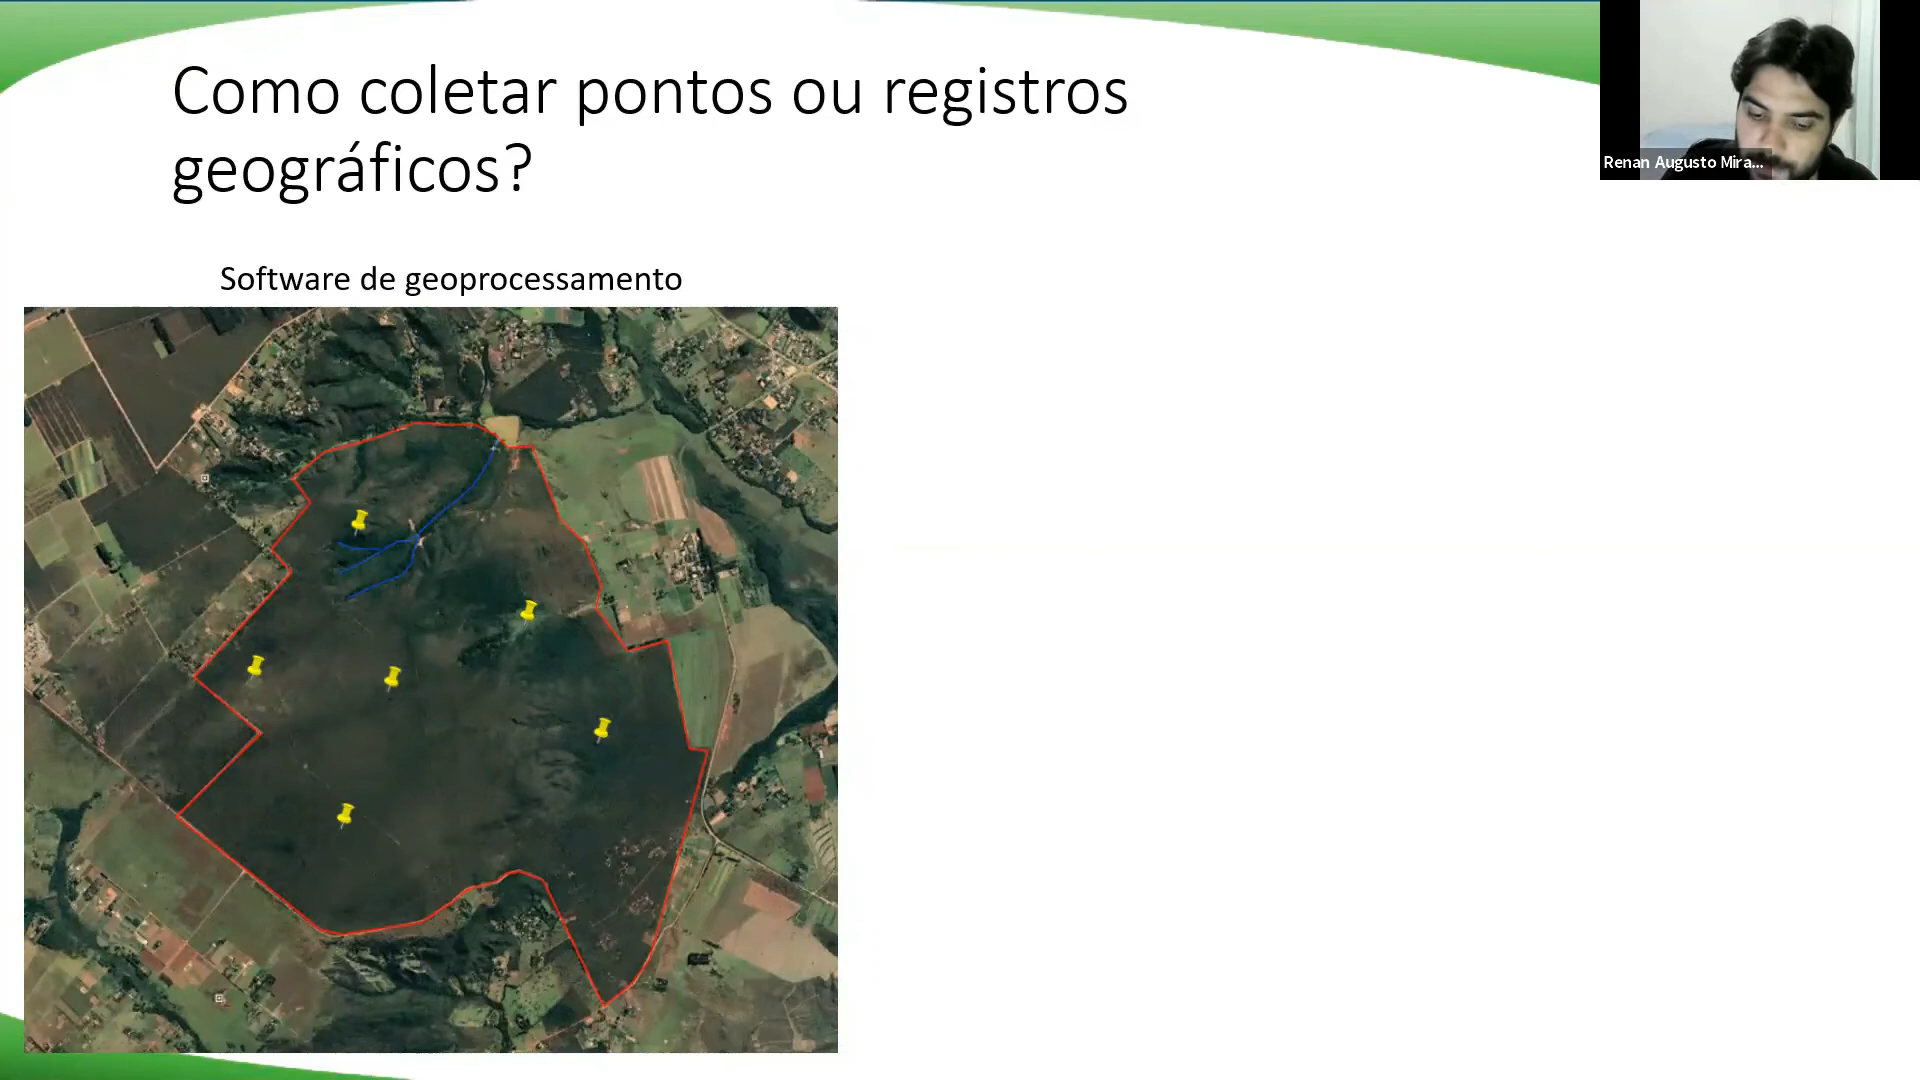 Como coletar pontos ou registros
geográficos?
Renan Augusto Mira...
Software de geoprocessamento